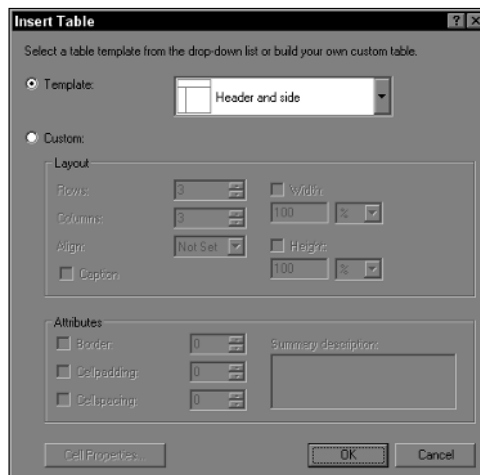 Insert Table
Select a table template from the drop-down list or build your own custom table.
Template:
Header and side
Custom:
Layout
Rows: 3
Columns: 3
Align: Not Set
Caption
Width:
100 %
Height:
100 %
Attributes
Border: 0
Cellpadding: 0
Cellspacing: 0
Summary description:
Cell Properties...
OK
Cancel